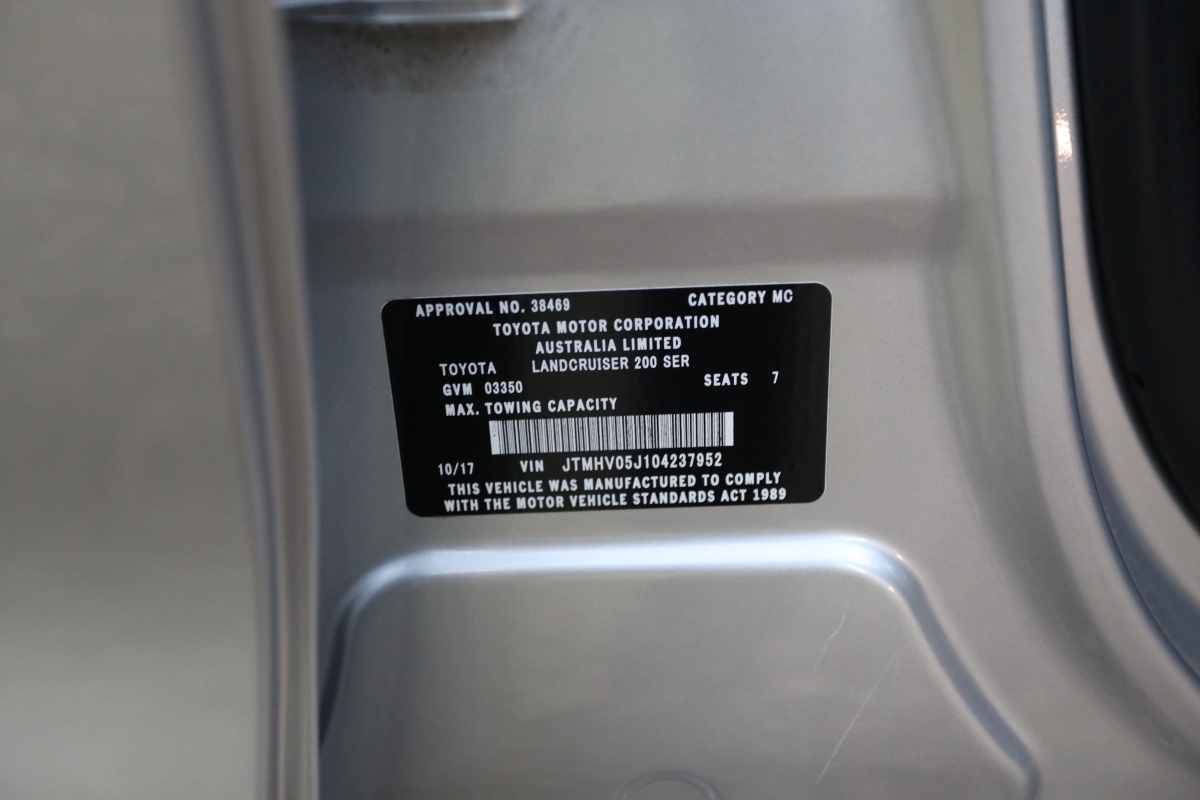 APPROVAL NO. 38469 CATEGORY MC
TOYOTA MOTOR CORPORATION
AUSTRALIA LIMITED
TOYOTA LANDCRUISER 200 SER
GVM 03350 SEATS 7
MAX. TOWING CAPACITY
10/17 VIN JTMHV05J104237952
THIS VEHICLE WAS MANUFACTURED TO COMPLY
WITH THE MOTOR VEHICLE STANDARDS ACT 1989